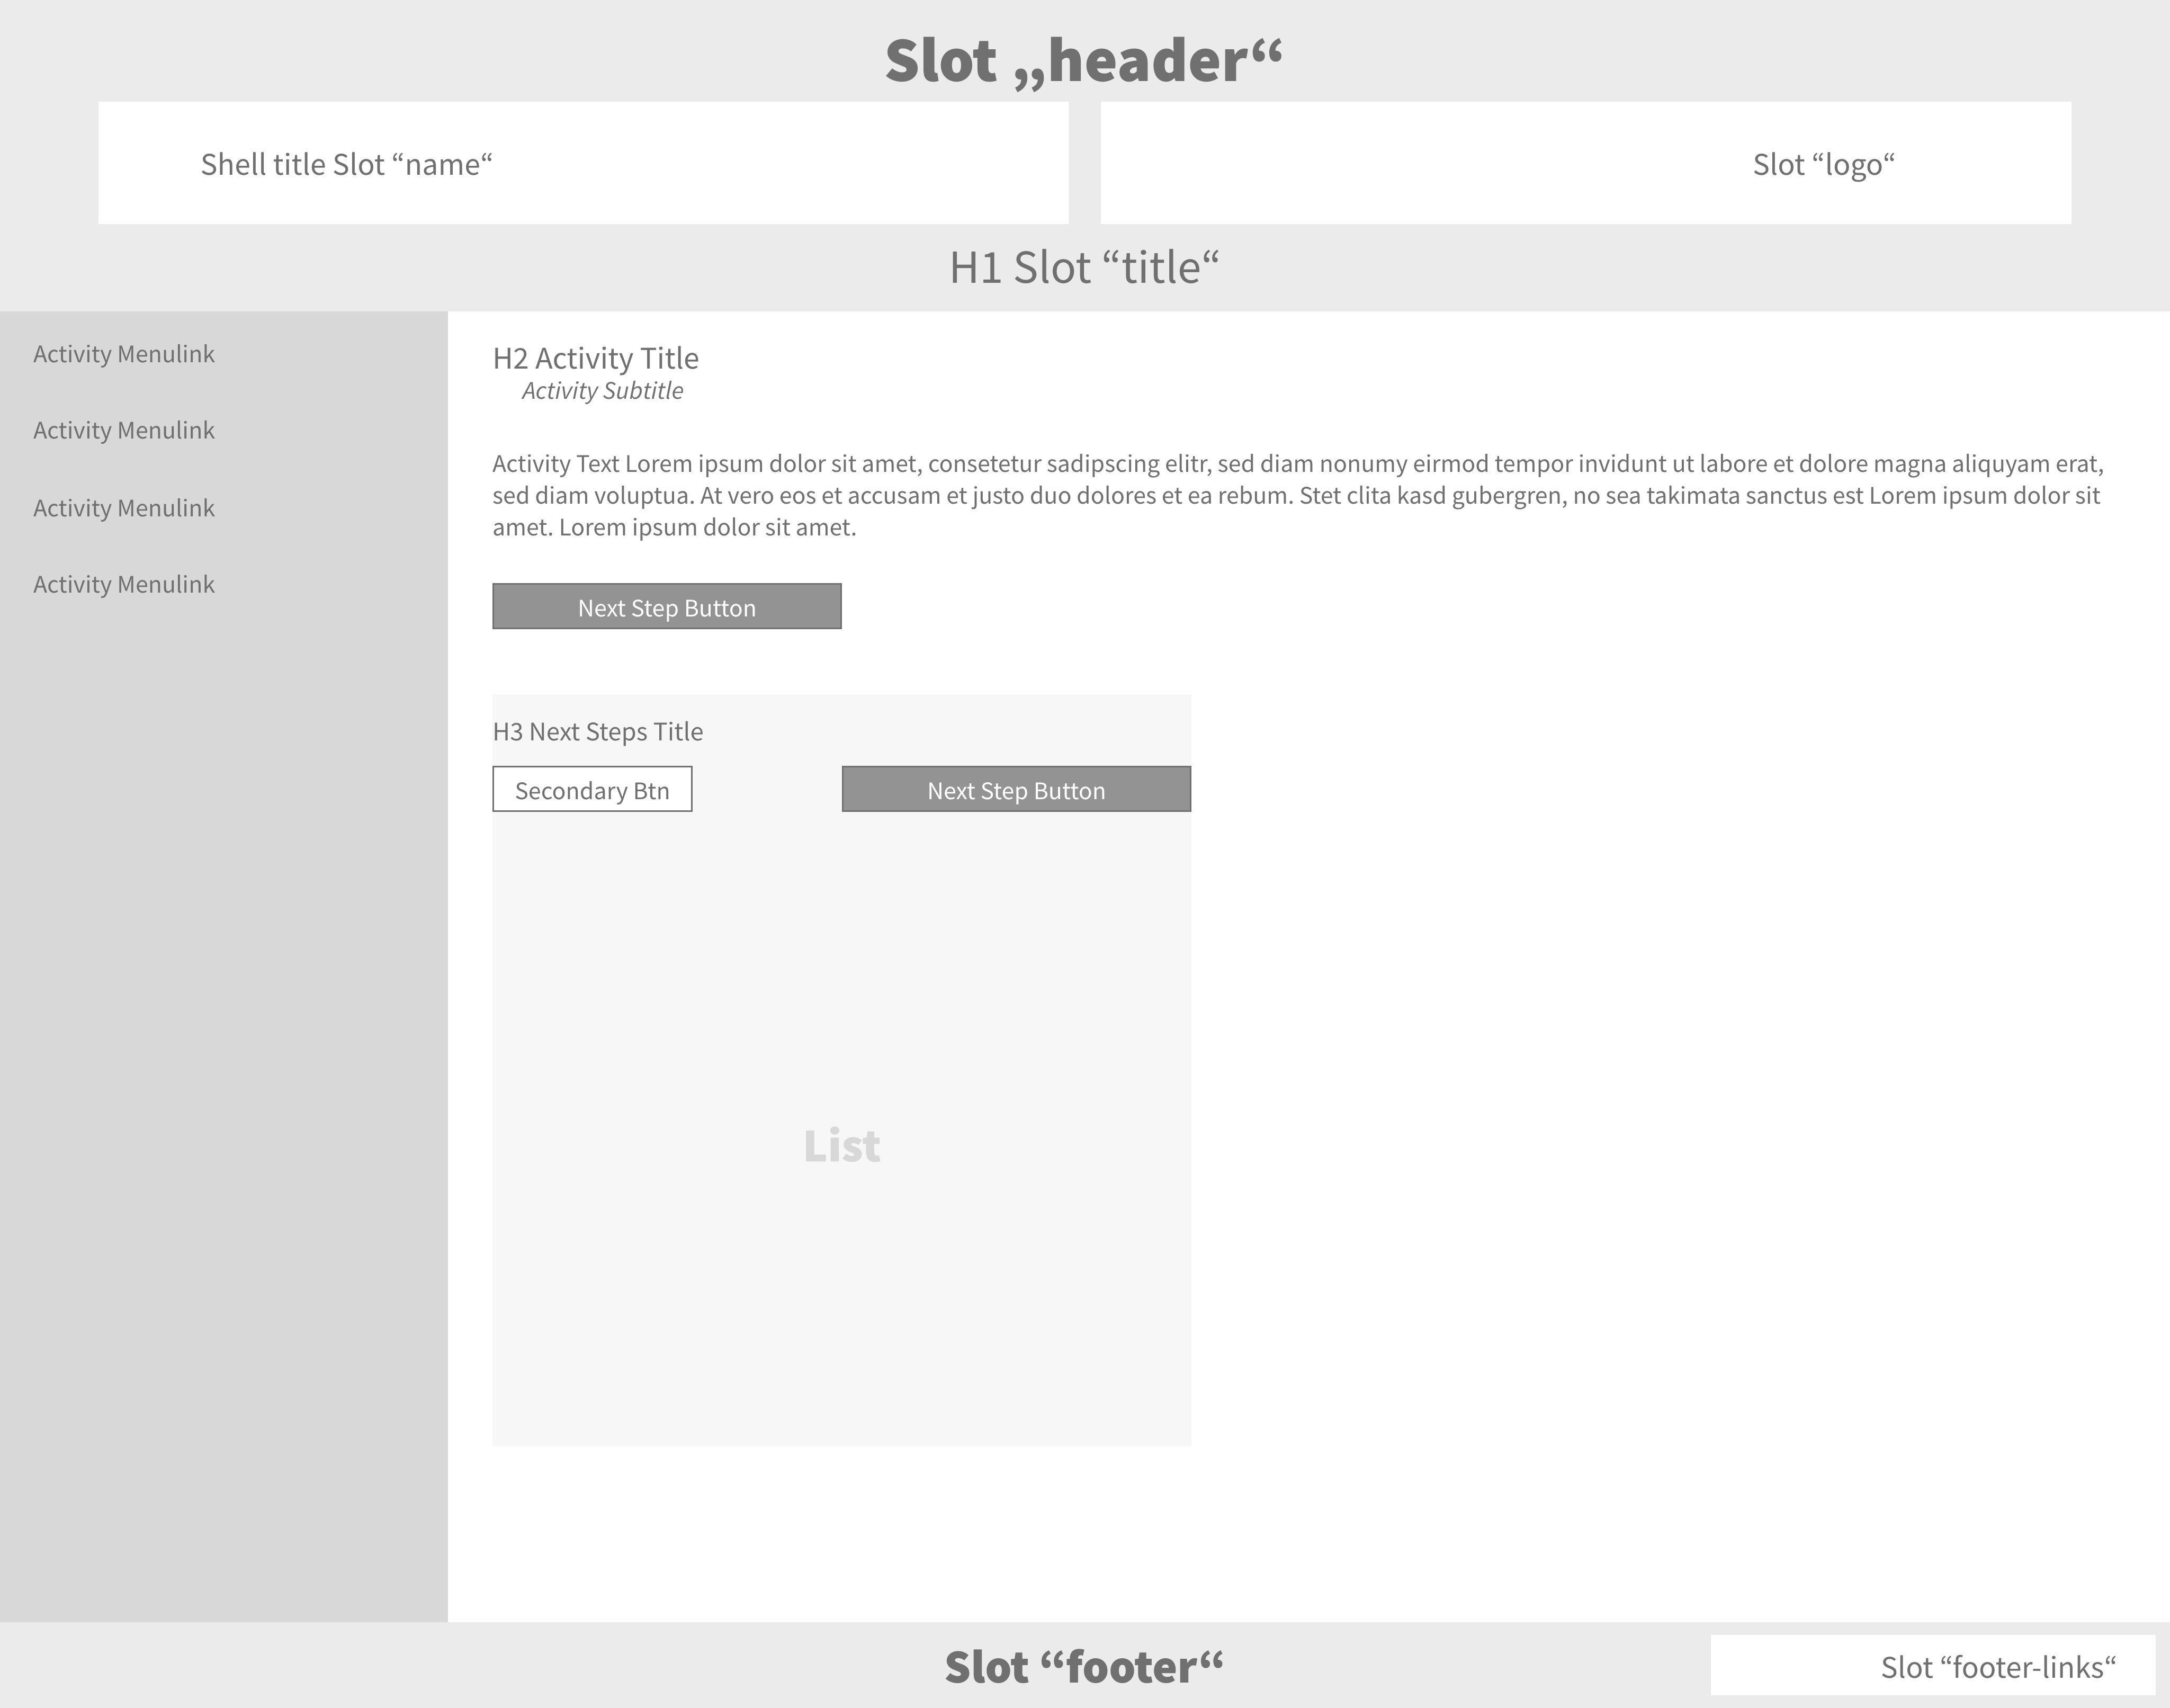 Slot „header“
Shell title Slot “name“
Slot “logo“
H1 Slot “title“
Activity Menulink
Activity Menulink
Activity Menulink
Activity Menulink
H2 Activity Title
Activity Subtitle
Activity Text Lorem ipsum dolor sit amet, consetetur sadipscing elitr, sed diam nonumy eirmod tempor invidunt ut labore et dolore magna aliquyam erat,
sed diam voluptua. At vero eos et accusam et justo duo dolores et ea rebum. Stet clita kasd gubergren, no sea takimata sanctus est Lorem ipsum dolor sit
amet. Lorem ipsum dolor sit amet.
Next Step Button
H3 Next Steps Title
Secondary Btn
Next Step Button
List
Slot “footer“
Slot “footer-links“